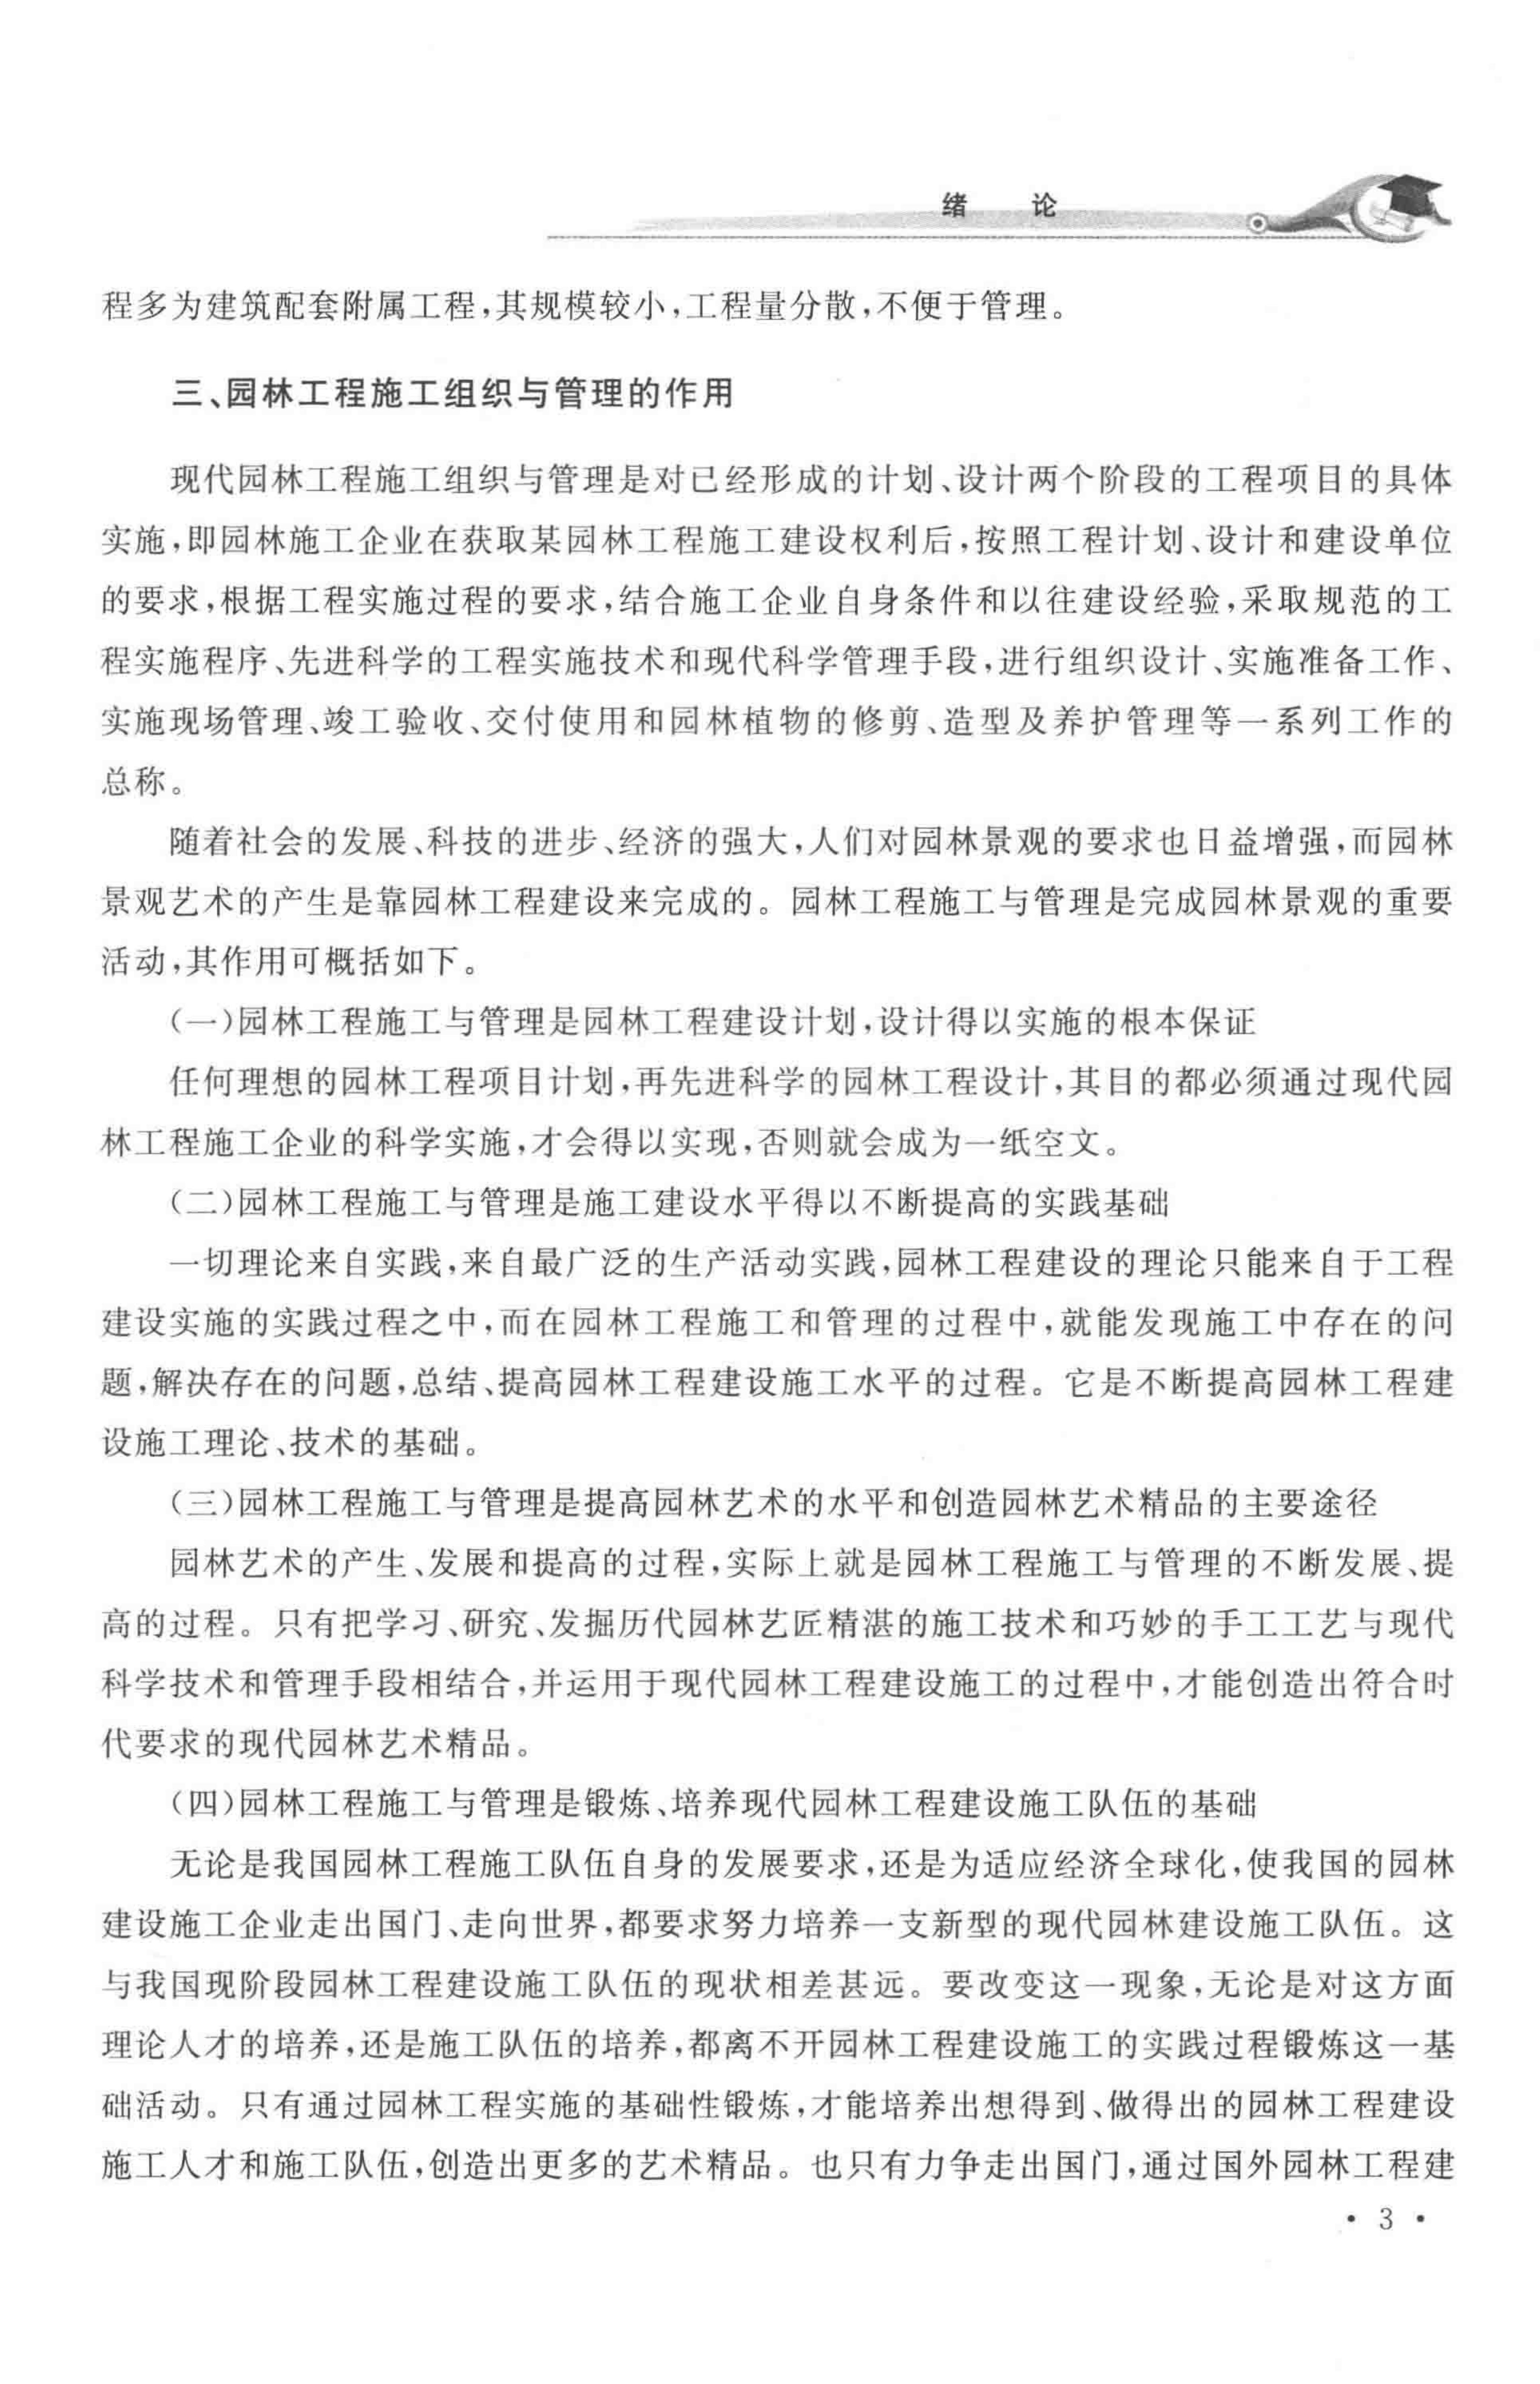 绪 论
程多为建筑配套附属工程，其规模较小，工程量分散，不便于管理。
三、园林工程施工组织与管理的作用
现代园林工程施工组织与管理是对已经形成的计划、设计两个阶段的工程项目的具体
实施，即园林施工企业在获取某园林工程施工建设权利后，按照工程计划、设计和建设单位
的要求，根据工程实施过程的要求，结合施工企业自身条件和以往建设经验，采取规范的工
程实施程序、先进科学的工程实施技术和现代科学管理手段，进行组织设计、实施准备工作、
实施现场管理、竣工验收、交付使用和园林植物的修剪、造型及养护管理等一系列工作的
总称。
随着社会的发展、科技的进步、经济的强大，人们对园林景观的要求也日益增强，而园林
景观艺术的产生是靠园林工程建设来完成的。园林工程施工与管理是完成园林景观的重要
活动，其作用可概括如下。
（一）园林工程施工与管理是园林工程建设计划，设计得以实施的根本保证
任何理想的园林工程项目计划，再先进科学的园林工程设计，其目的都必须通过现代园
林工程施工企业的科学实施，才会得以实现，否则就会成为一纸空文。
（二）园林工程施工与管理是施工建设水平得以不断提高的实践基础
一切理论来自实践，来自最广泛的生产活动实践，园林工程建设的理论只能来自于工程
建设实施的实践过程之中，而在园林工程施工和管理的过程中，就能发现施工中存在的问
题，解决存在的问题，总结、提高园林工程建设施工水平的过程。它是不断提高园林工程建
设施工理论、技术的基础。
（三）园林工程施工与管理是提高园林艺术的水平和创造园林艺术精品的主要途径
园林艺术的产生、发展和提高的过程，实际上就是园林工程施工与管理的不断发展、提
高的过程。只有把学习、研究、发掘历代园林艺匠精湛的施工技术和巧妙的手工工艺与现代
科学技术和管理手段相结合，并运用于现代园林工程建设施工的过程中，才能创造出符合时
代要求的现代园林艺术精品。
（四）园林工程施工与管理是锻炼、培养现代园林工程建设施工队伍的基础
无论是我国园林工程施工队伍自身的发展要求，还是为适应经济全球化，使我国的园林
建设施工企业走出国门、走向世界，都要求努力培养一支新型的现代园林建设施工队伍。这
与我国现阶段园林工程建设施工队伍的现状相差甚远。要改变这一现象，无论是对这方面
理论人才的培养，还是施工队伍的培养，都离不开园林工程建设施工的实践过程锻炼这一基
础活动。只有通过园林工程实施的基础性锻炼，才能培养出想得到、做得出的园林工程建设
施工人才和施工队伍，创造出更多的艺术精品。也只有力争走出国门，通过国外园林工程建
• 3 •